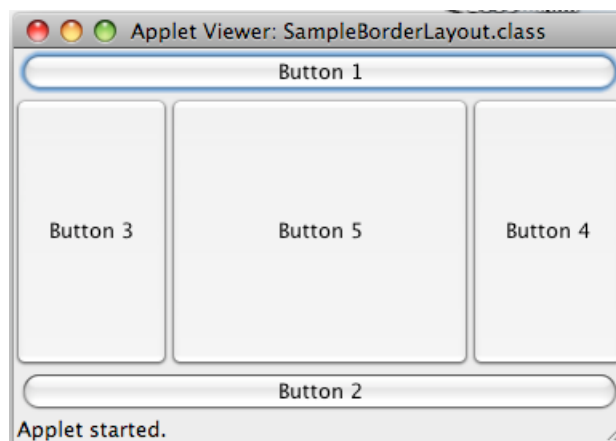 Applet Viewer: SampleBorderLayout.class
Button 1
Button 3 Button 5 Button 4
Button 2
Applet started.